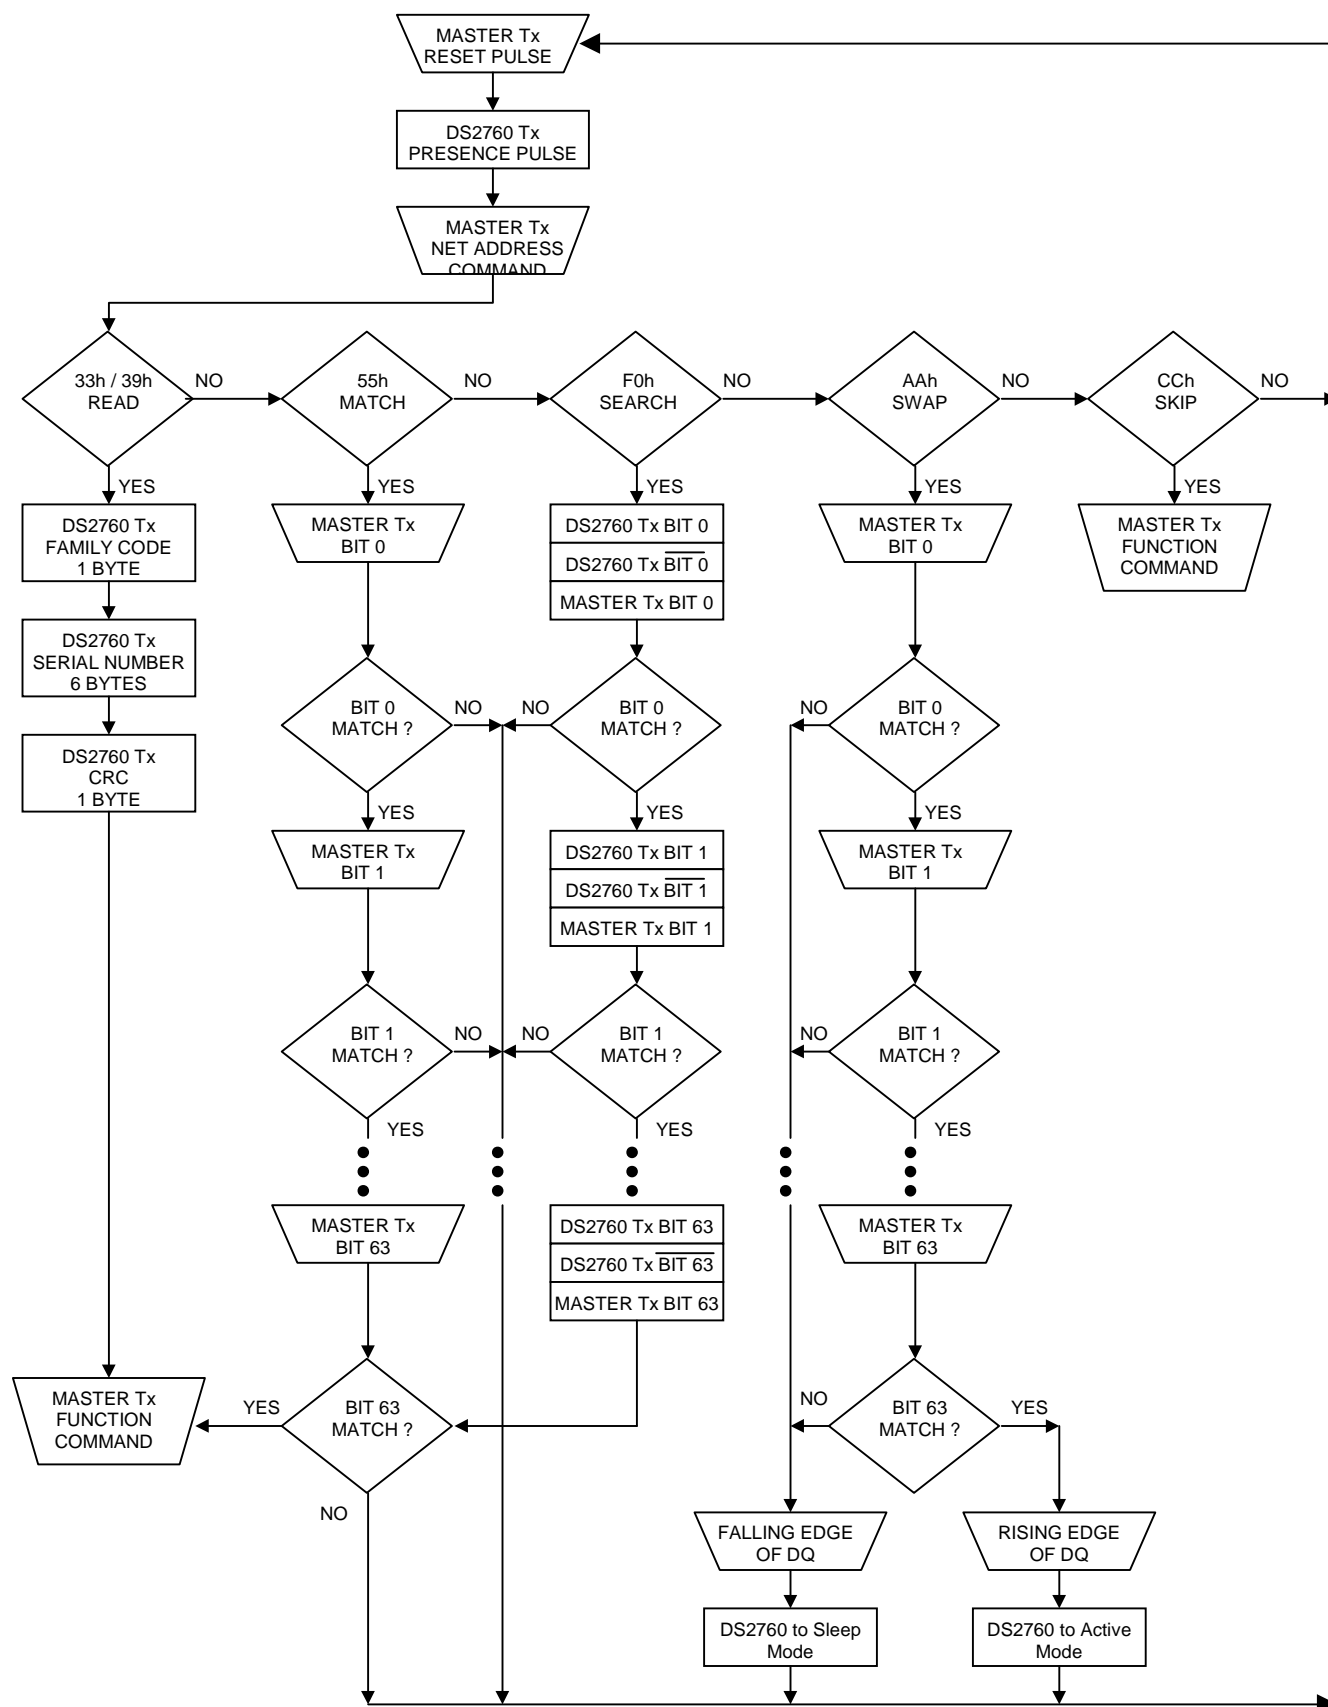 MASTER Tx
RESET PULSE
DS2760 Tx
PRESENCE PULSE
MASTER Tx
NET ADDRESS
COMMAND
33h / 39h
READ
NO
55h
MATCH
NO
F0h
SEARCH
NO
AAh
SWAP
NO
CCh
SKIP
NO
YES
YES
YES
YES
YES
DS2760 Tx
FAMILY CODE
1 BYTE
MASTER Tx
BIT 0
DS2760 Tx BIT 0
DS2760 Tx B̅I̅T̅ ̅0̅
MASTER Tx BIT 0
MASTER Tx
BIT 0
MASTER Tx
FUNCTION
COMMAND
DS2760 Tx
SERIAL NUMBER
6 BYTES
BIT 0
MATCH ?
NO
NO
BIT 0
MATCH ?
NO
BIT 0
MATCH ?
DS2760 Tx
CRC
1 BYTE
YES
YES
YES
MASTER Tx
BIT 1
DS2760 Tx BIT 1
DS2760 Tx B̅I̅T̅ ̅1̅
MASTER Tx BIT 1
MASTER Tx
BIT 1
BIT 1
MATCH ?
NO
NO
BIT 1
MATCH ?
NO
BIT 1
MATCH ?
YES
YES
YES
MASTER Tx
BIT 63
DS2760 Tx BIT 63
DS2760 Tx B̅I̅T̅ ̅6̅3̅
MASTER Tx BIT 63
MASTER Tx
BIT 63
MASTER Tx
FUNCTION
COMMAND
YES
BIT 63
MATCH ?
NO
NO
BIT 63
MATCH ?
YES
FALLING EDGE
OF DQ
RISING EDGE
OF DQ
DS2760 to Sleep
Mode
DS2760 to Active
Mode